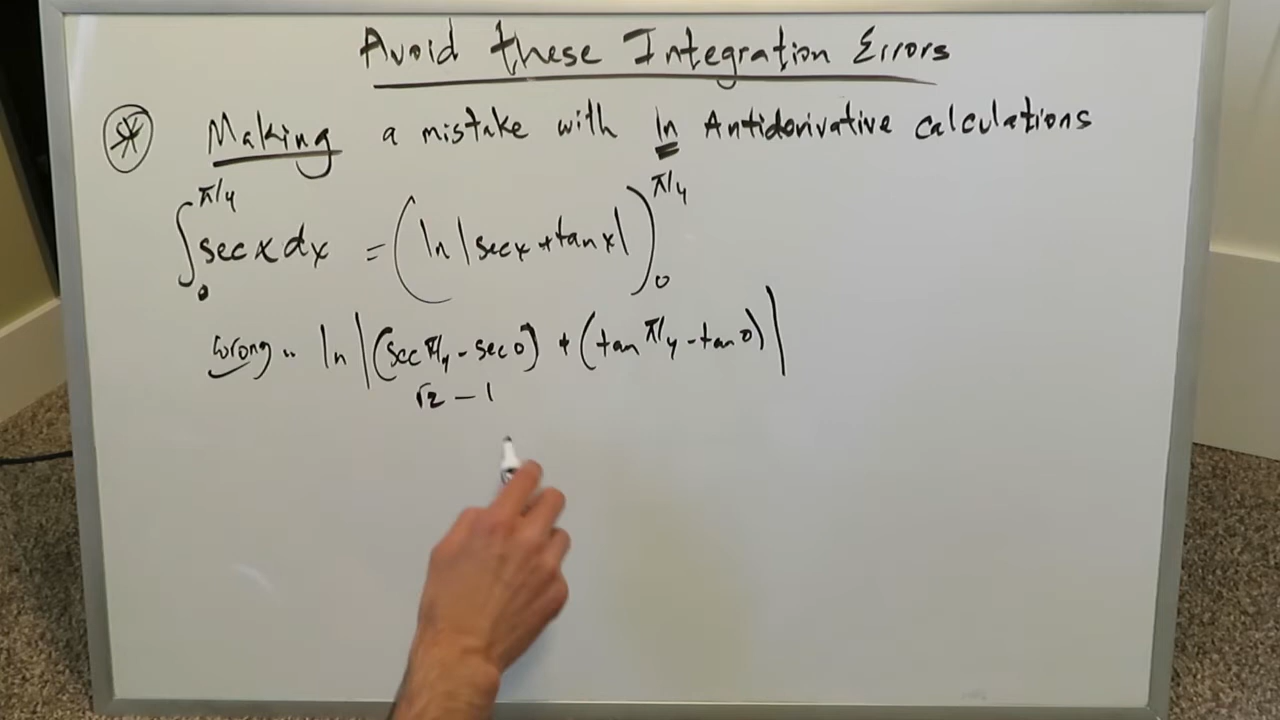 Avoid these Integration Errors
* Making a mistake with ln Antiderivative calculations
∫₀^π/4 sec x dx = (ln |sec x + tan x|)₀^π/4
Wrong.. ln |(sec π/4 - sec 0) + (tan π/4 - tan 0)|
√2 - 1